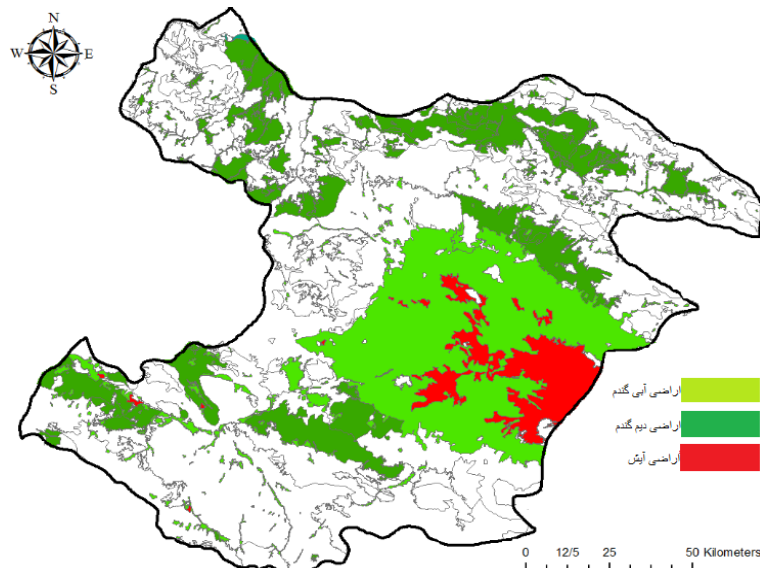 N
W E
S
اراضی آبی گندم
اراضی دیم گندم
اراضی آیش
0 12/5 25 50 Kilometers